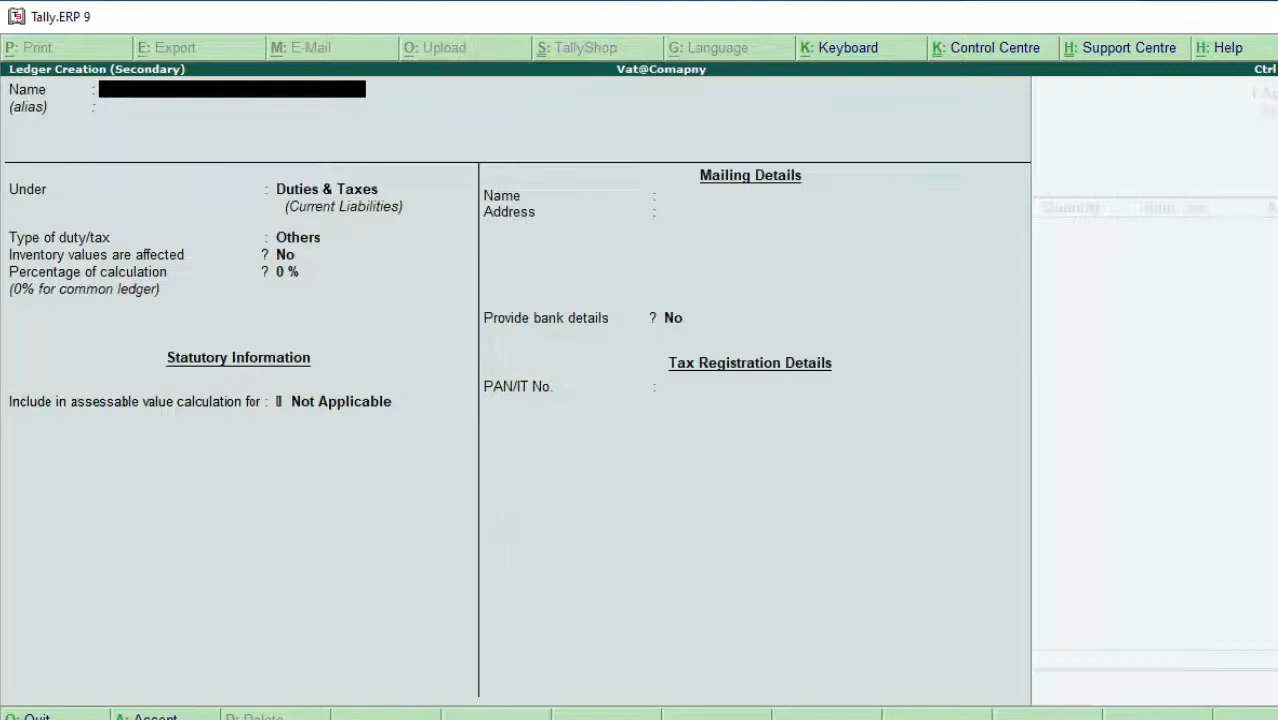 Tally.ERP 9
P: Print E: Export M: E-Mail O: Upload S: TallyShop G: Language K: Keyboard K: Control Centre H: Support Centre H: Help
Ledger Creation (Secondary) Vat@Comapny Ctrl
Name :
(alias) :
Under : Duties & Taxes
(Current Liabilities)
Type of duty/tax : Others
Inventory values are affected ? No
Percentage of calculation ? 0 %
(0% for common ledger)
Statutory Information
Include in assessable value calculation for : Not Applicable
Mailing Details
Name :
Address :
Provide bank details ? No
Tax Registration Details
PAN/IT No. :
Quantity
Q: Quit A: Accept D: Delete